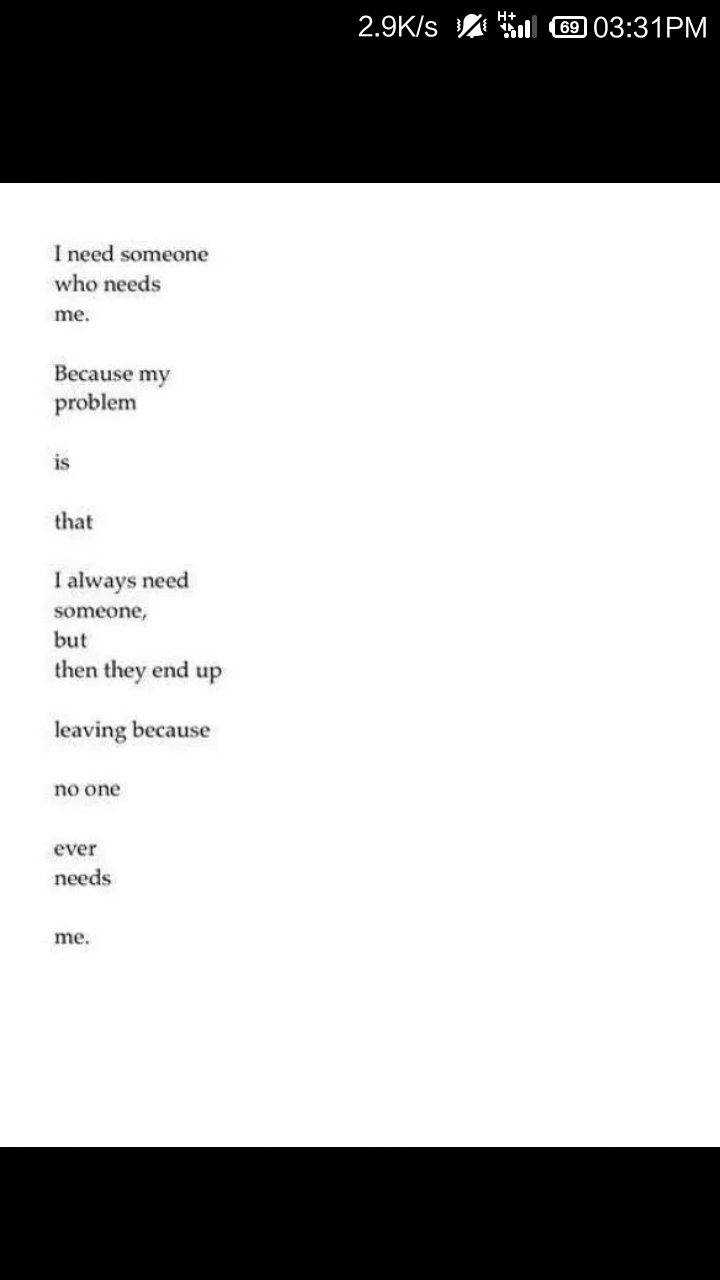 2.9K/s H+ 69 03:31PM
I need someone
who needs
me.
Because my
problem
is
that
I always need
someone,
but
then they end up
leaving because
no one
ever
needs
me.